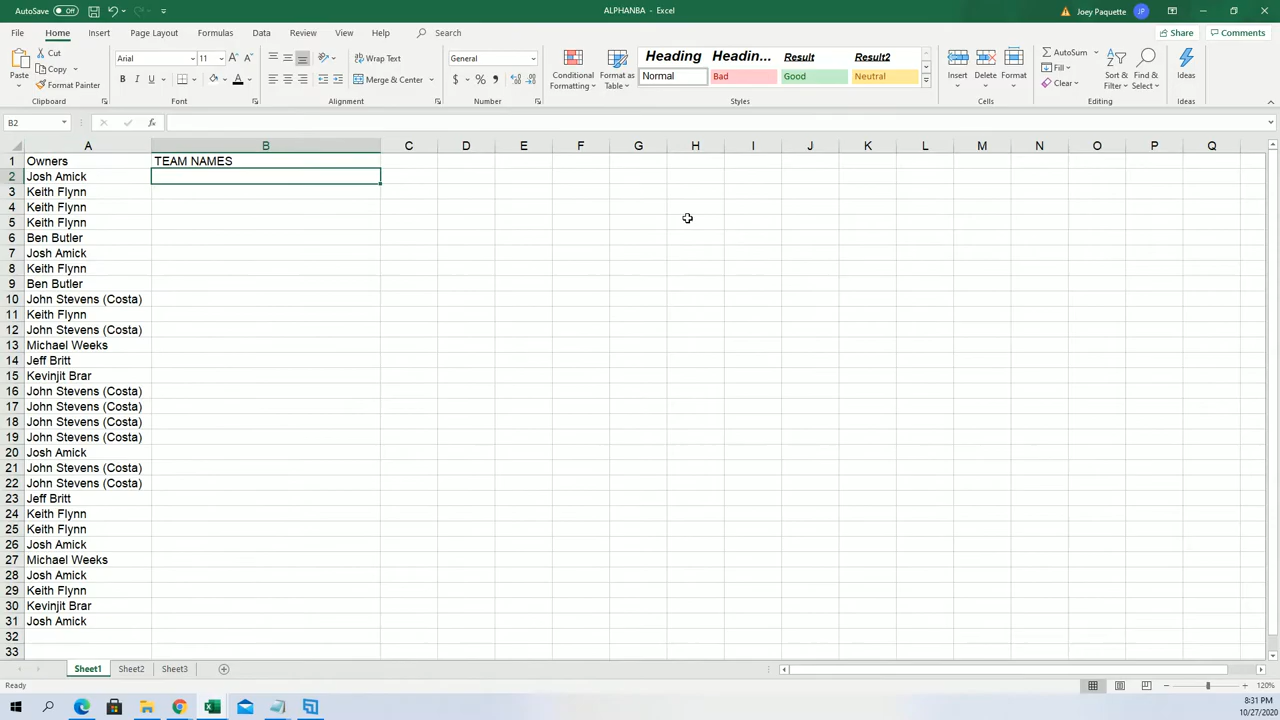 AutoSave Off ALPHANBA - Excel Joey Paquette JP
File Home Insert Page Layout Formulas Data Review View Help Search Share Comments
Paste Cut Copy Format Painter Clipboard
Arial 11 B I U A Font
Wrap Text Merge & Center Alignment
General $ % , Number
Conditional Formatting Format as Table
Heading Headin... Result Result2
Normal Bad Good Neutral
Styles
Insert Delete Format Cells
AutoSum Fill Clear Sort & Filter Find & Select Editing
Ideas Ideas
B2 fx
A B C D E F G H I J K L M N O P Q
1 Owners TEAM NAMES
2 Josh Amick
3 Keith Flynn
4 Keith Flynn
5 Keith Flynn
6 Ben Butler
7 Josh Amick
8 Keith Flynn
9 Ben Butler
10 John Stevens (Costa)
11 Keith Flynn
12 John Stevens (Costa)
13 Michael Weeks
14 Jeff Britt
15 Kevinjit Brar
16 John Stevens (Costa)
17 John Stevens (Costa)
18 John Stevens (Costa)
19 John Stevens (Costa)
20 Josh Amick
21 John Stevens (Costa)
22 John Stevens (Costa)
23 Jeff Britt
24 Keith Flynn
25 Keith Flynn
26 Josh Amick
27 Michael Weeks
28 Josh Amick
29 Keith Flynn
30 Kevinjit Brar
31 Josh Amick
32
33
Sheet1 Sheet2 Sheet3
Ready 120%
8:31 PM
10/27/2020